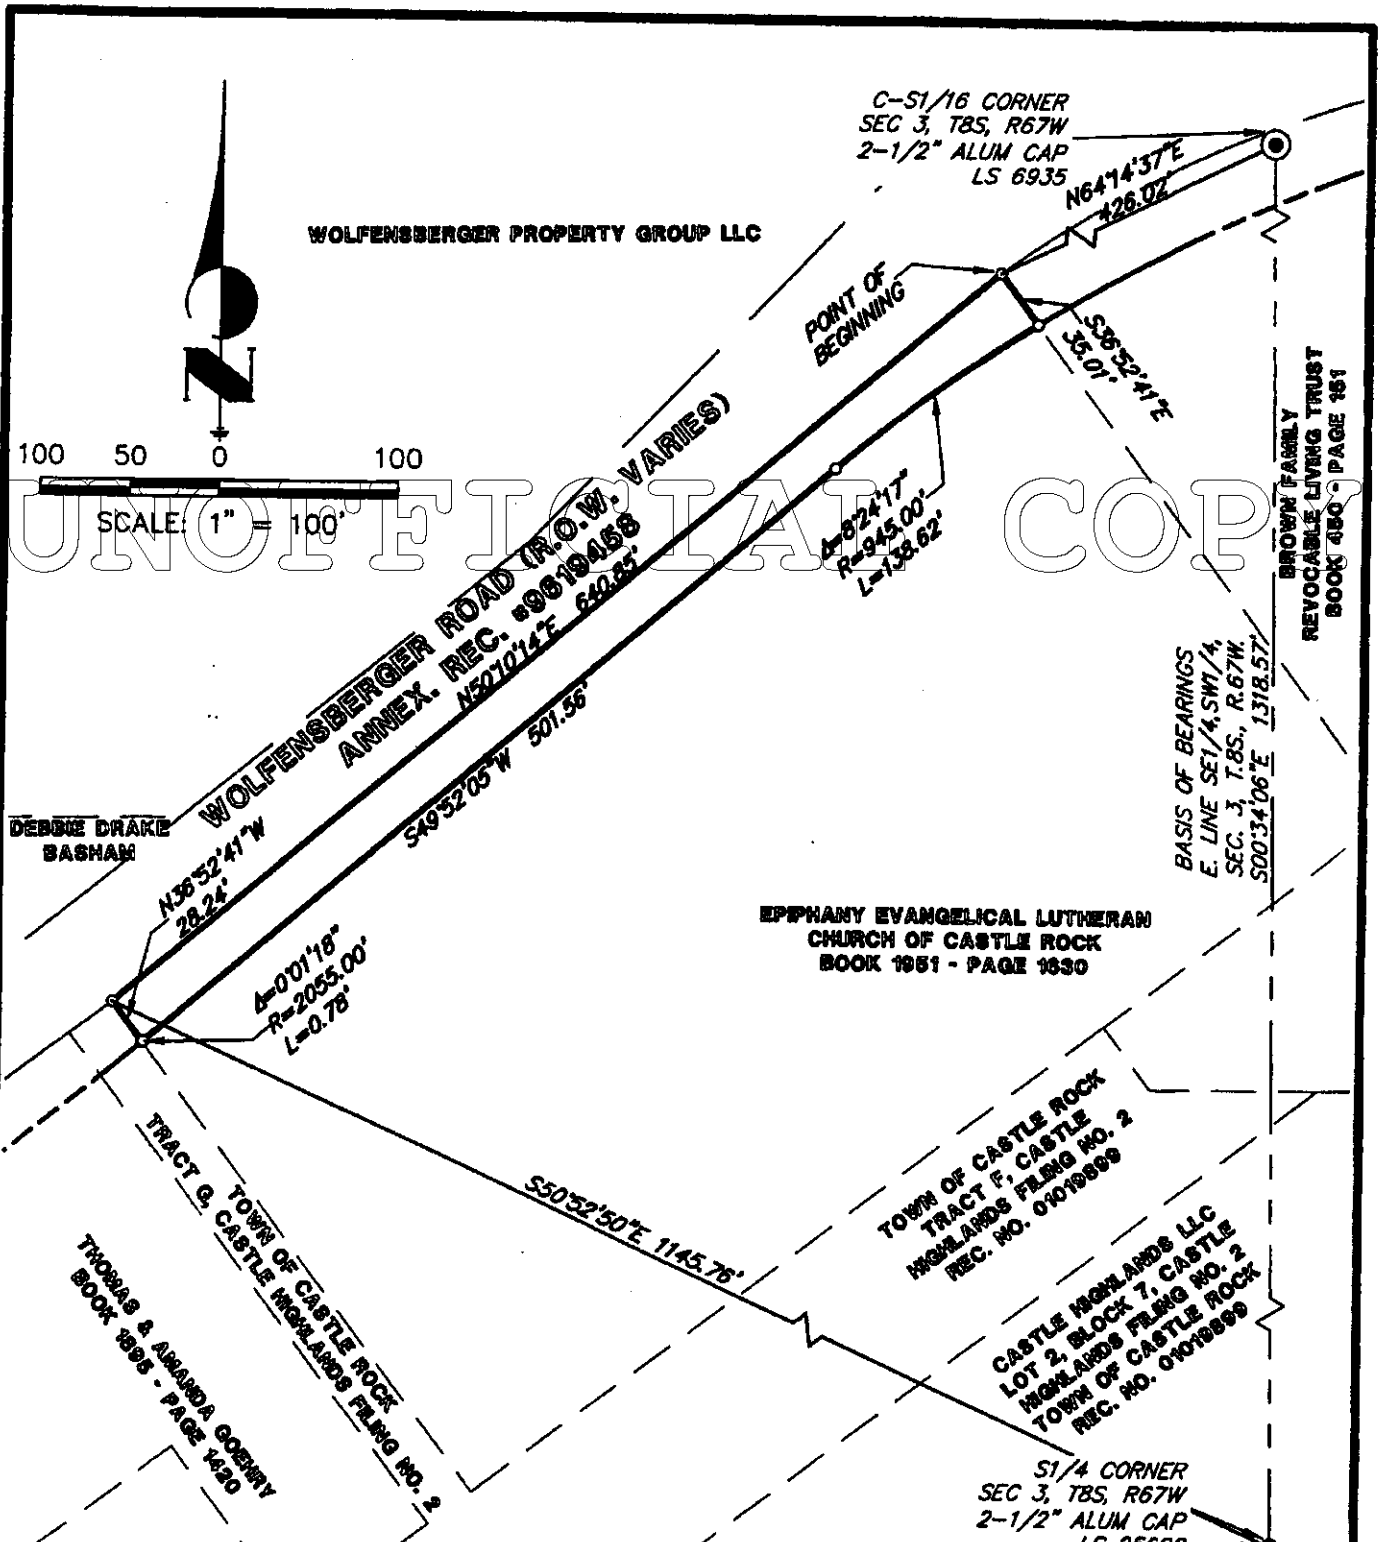 C-S1/16 CORNER
SEC 3, T8S, R67W
2-1/2" ALUM CAP
LS 6935
N64°14'37"E
426.02'
WOLFENSBERGER PROPERTY GROUP LLC
POINT OF
BEGINNING
S36°52'41"E
35.01'
N
100 50 0 100
SCALE: 1" = 100'
UNOFFICIAL COPY
WOLFENSBERGER ROAD (R.O.W. VARIES)
ANNEX. REC. #9619468
N50°10'14"E 640.85'
S49°52'05"W 501.56'
Δ=8°24'17"
R=945.00'
L=138.62'
BROWN FAMILY
REVOCABLE LIVING TRUST
BOOK 450 - PAGE 151
BASIS OF BEARINGS
E. LINE SE1/4,SW1/4,
SEC. 3, T.8S., R.67W.
S00°34'06"E 1318.57'
DEBBIE DRAKE
BASHAM
N36°52'41"W
28.24'
Δ=0°01'18"
R=2055.00'
L=0.78'
EPIPHANY EVANGELICAL LUTHERAN
CHURCH OF CASTLE ROCK
BOOK 1951 - PAGE 1630
TOWN OF CASTLE ROCK
TRACT G, CASTLE HIGHLANDS FILING NO. 2
THOMAS & AMANDA GOEHRY
BOOK 1895 - PAGE 1420
S50°52'50"E 1145.76'
TOWN OF CASTLE ROCK
TRACT F, CASTLE
HIGHLANDS FILING NO. 2
REC. NO. 01019899
CASTLE HIGHLANDS LLC
LOT 2, BLOCK 7, CASTLE
HIGHLANDS FILING NO. 2
TOWN OF CASTLE ROCK
REC. NO. 01019899
S1/4 CORNER
SEC 3, T8S, R67W
2-1/2" ALUM CAP
LS